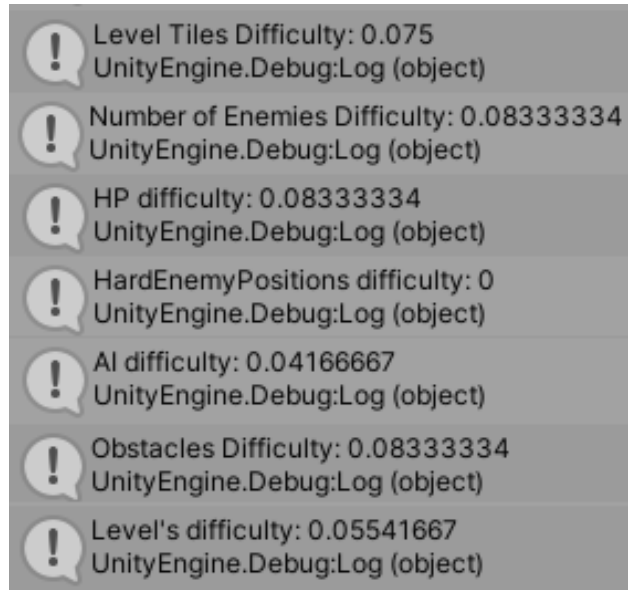 Level Tiles Difficulty: 0.075
UnityEngine.Debug:Log (object)
Number of Enemies Difficulty: 0.08333334
UnityEngine.Debug:Log (object)
HP difficulty: 0.08333334
UnityEngine.Debug:Log (object)
HardEnemyPositions difficulty: 0
UnityEngine.Debug:Log (object)
AI difficulty: 0.04166667
UnityEngine.Debug:Log (object)
Obstacles Difficulty: 0.08333334
UnityEngine.Debug:Log (object)
Level's difficulty: 0.05541667
UnityEngine.Debug:Log (object)